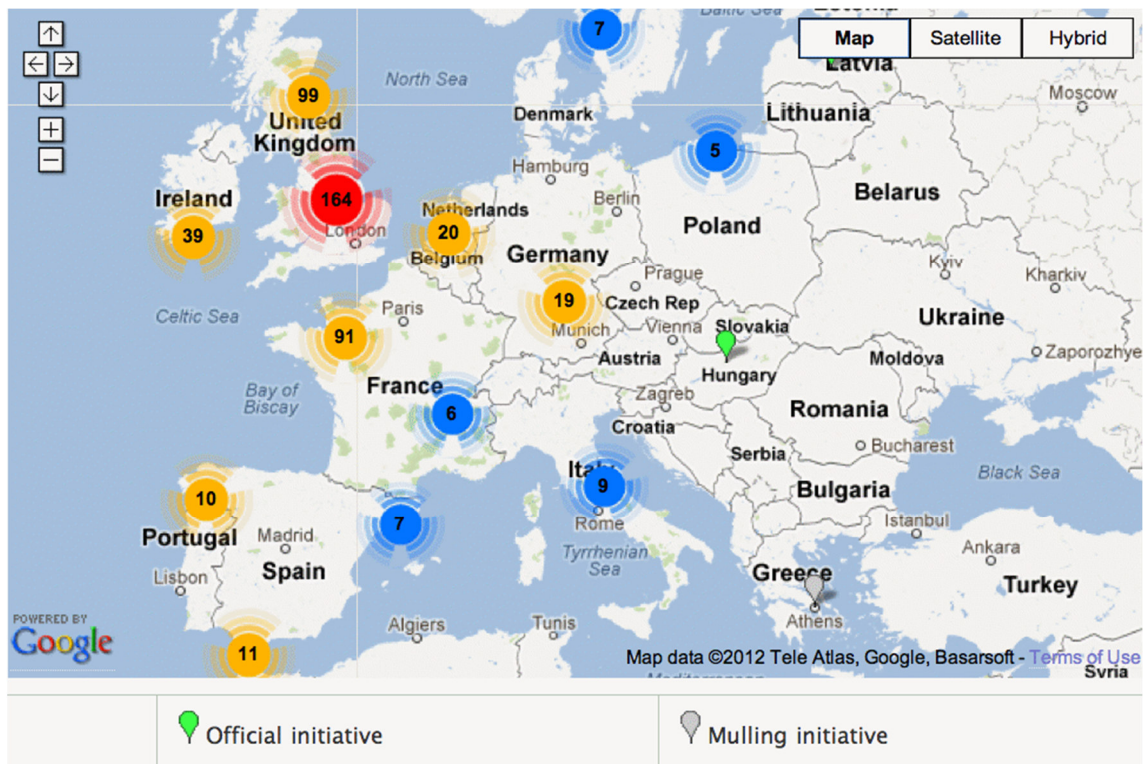 Baltic Sea
Estonia
7
Map
Satellite
Hybrid
Latvia
North Sea
99
Moscow
Denmark
Lithuania
United
Kingdom
5
Hamburg
Ireland
164
Berlin
Belarus
Netherlands
Poland
39
London
20
Belgium
Germany
Kyiv
Prague
Kharkiv
19
Czech Rep
Celtic Sea
Paris
Ukraine
91
Munich
Vienna
Slovakia
Zaporozhye
Austria
Moldova
Hungary
France
Bay of
Biscay
Zagreb
6
Romania
Croatia
Bucharest
Serbia
Italy
Black Sea
9
Bulgaria
10
7
Rome
Istanbul
Portugal
Madrid
Ankara
Tyrrhenian
Sea
Spain
Greece
Lisbon
Turkey
POWERED BY
Google
Algiers
Tunis
Athens
11
Map data ©2012 Tele Atlas, Google, Basarsoft - Terms of Use
Mediterranean
Syria
Official initiative
Mulling initiative